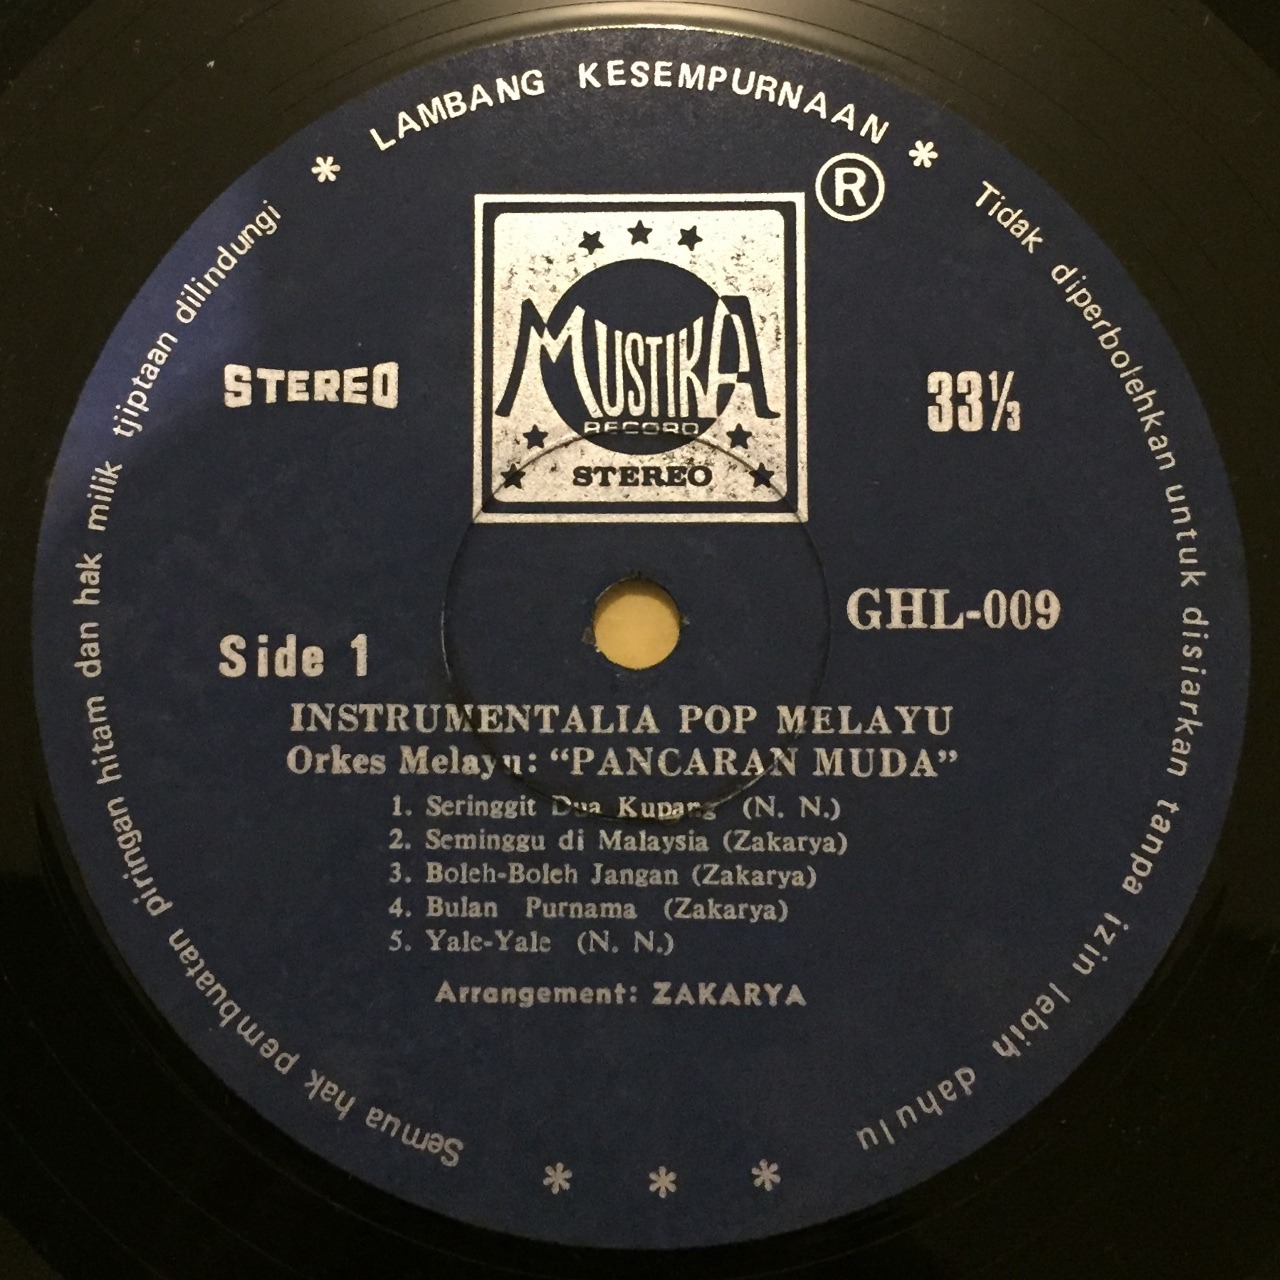 * LAMBANG KESEMPURNAAN *
®
MUSTIKA
RECORD
STEREO
STEREO
33 1/3
GHL-009
Side 1
INSTRUMENTALIA POP MELAYU
Orkes Melayu: “PANCARAN MUDA”
1. Seringgit Dua Kupang (N. N.)
2. Seminggu di Malaysia (Zakarya)
3. Boleh-Boleh Jangan (Zakarya)
4. Bulan Purnama (Zakarya)
5. Yale-Yale (N. N.)
Arrangement: ZAKARYA
Semua hak pembuatan piringan hitam dan hak milik tjiptaan dilindungi
Tidak diperbolehkan untuk disiarkan tanpa izin lebih dahulu
* * *